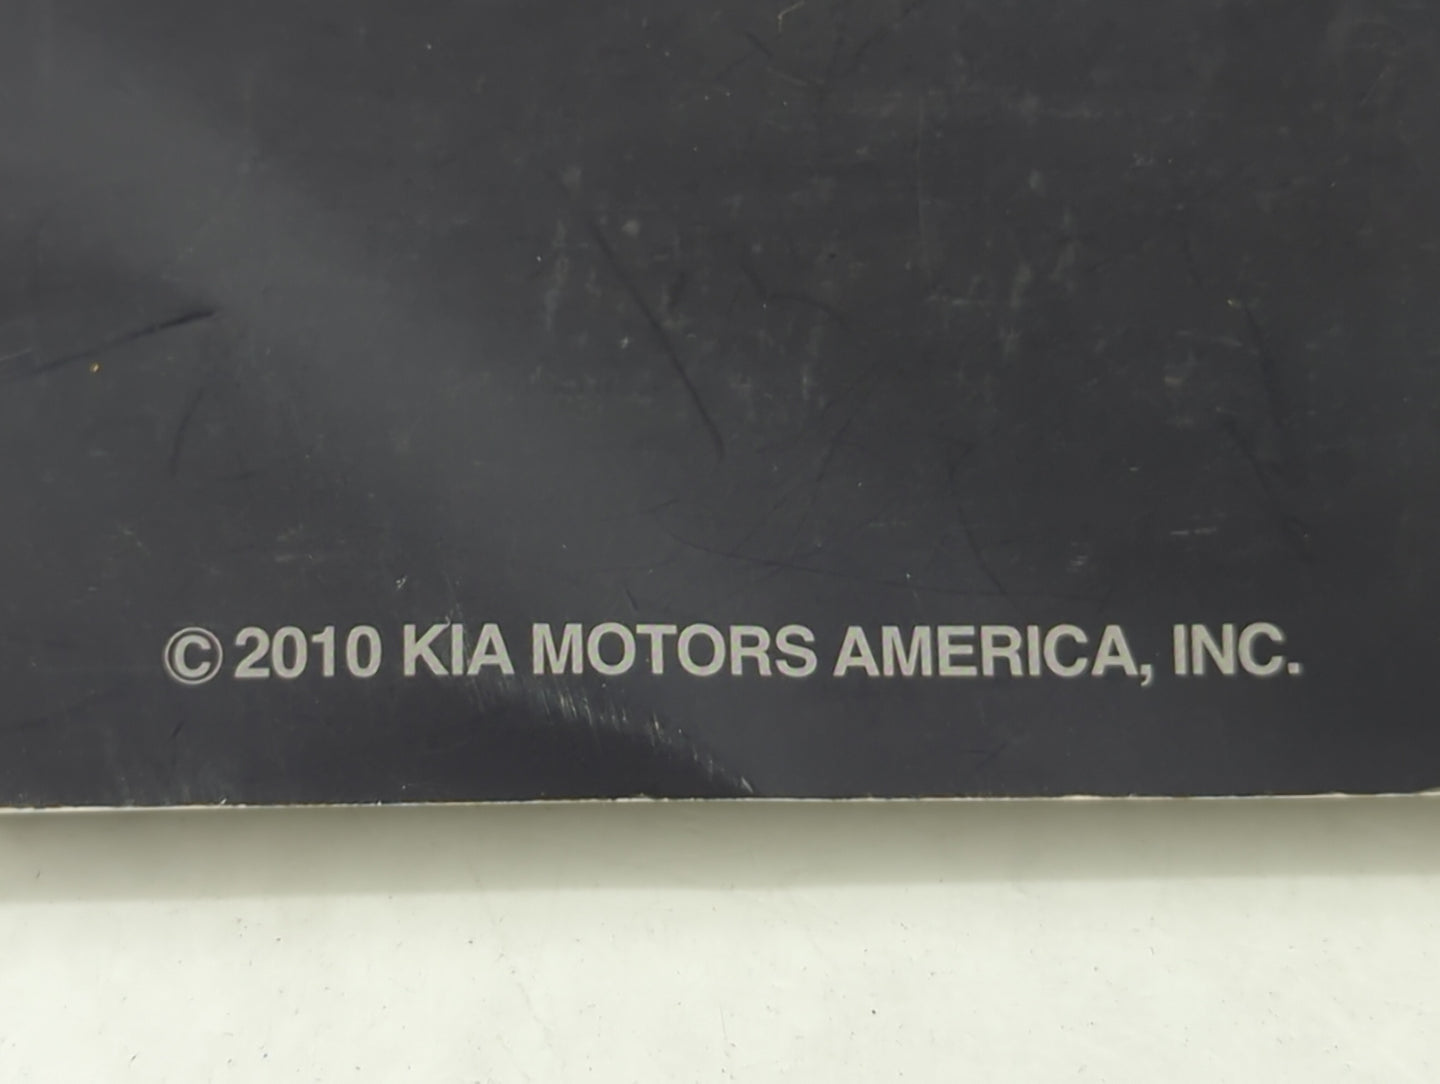 © 2010 KIA MOTORS AMERICA, INC.